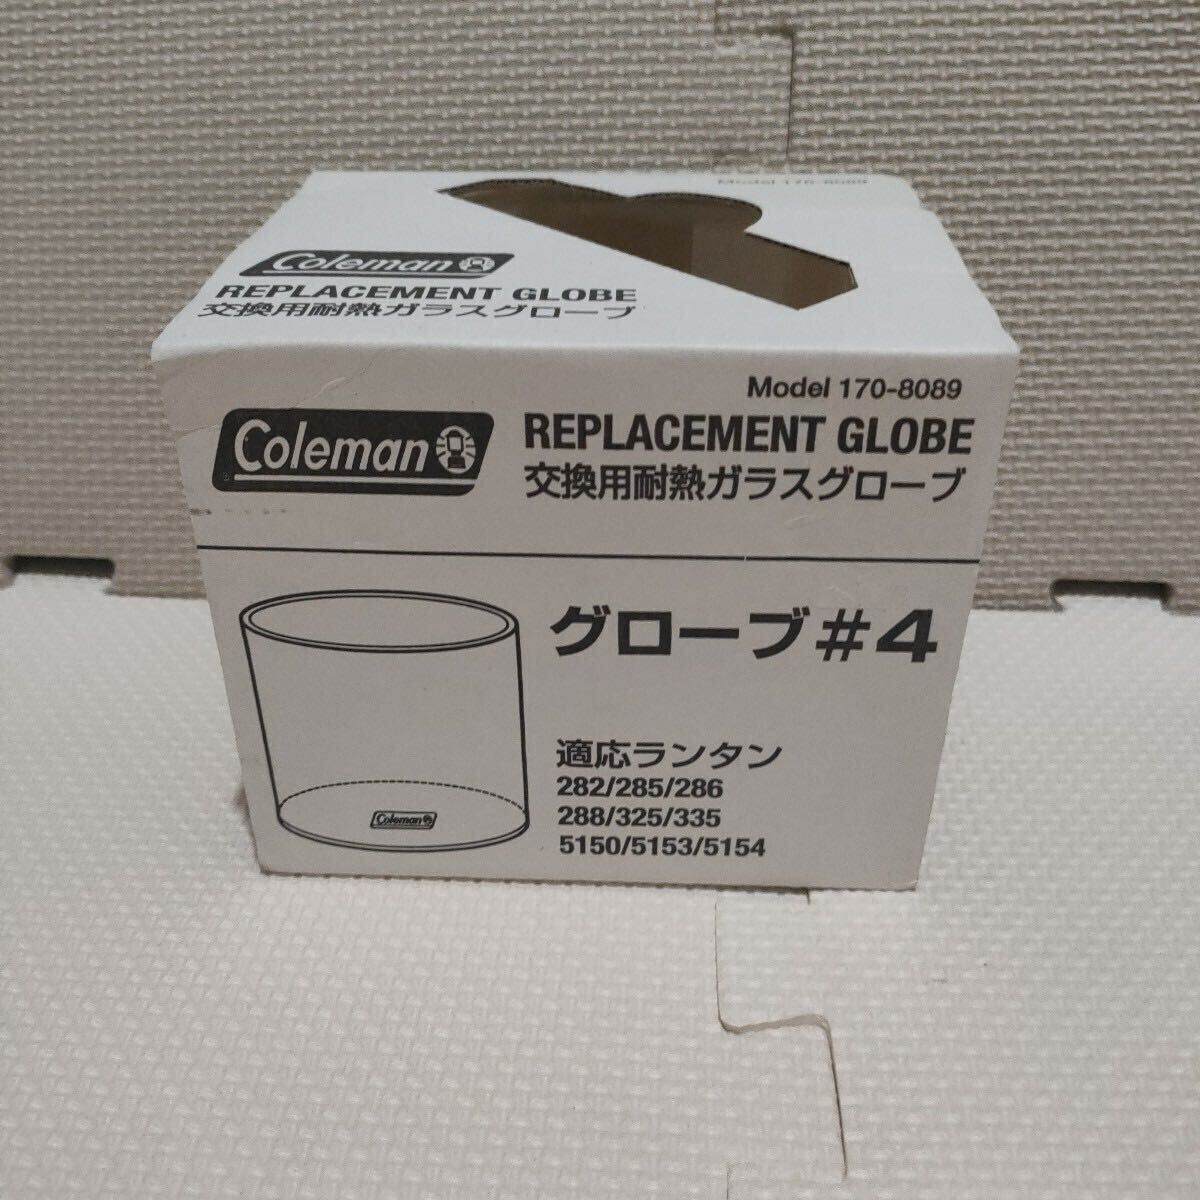 Model 170-8089
Coleman
REPLACEMENT GLOBE
交換用耐熱ガラスグローブ
Model 170-8089
Coleman
REPLACEMENT GLOBE
交換用耐熱ガラスグローブ
グローブ#4
適応ランタン
282/285/286
288/325/335
5150/5153/5154
Coleman